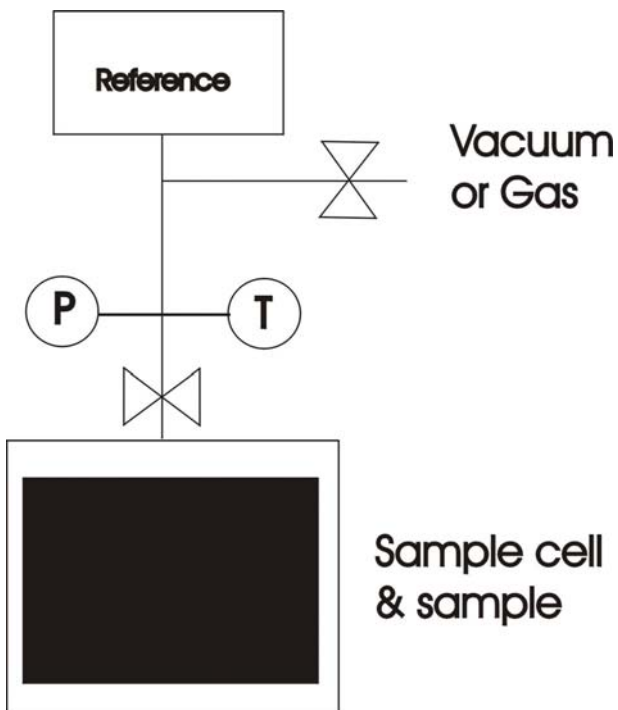 Reference
Vacuum
or Gas
P
T
Sample cell
& sample